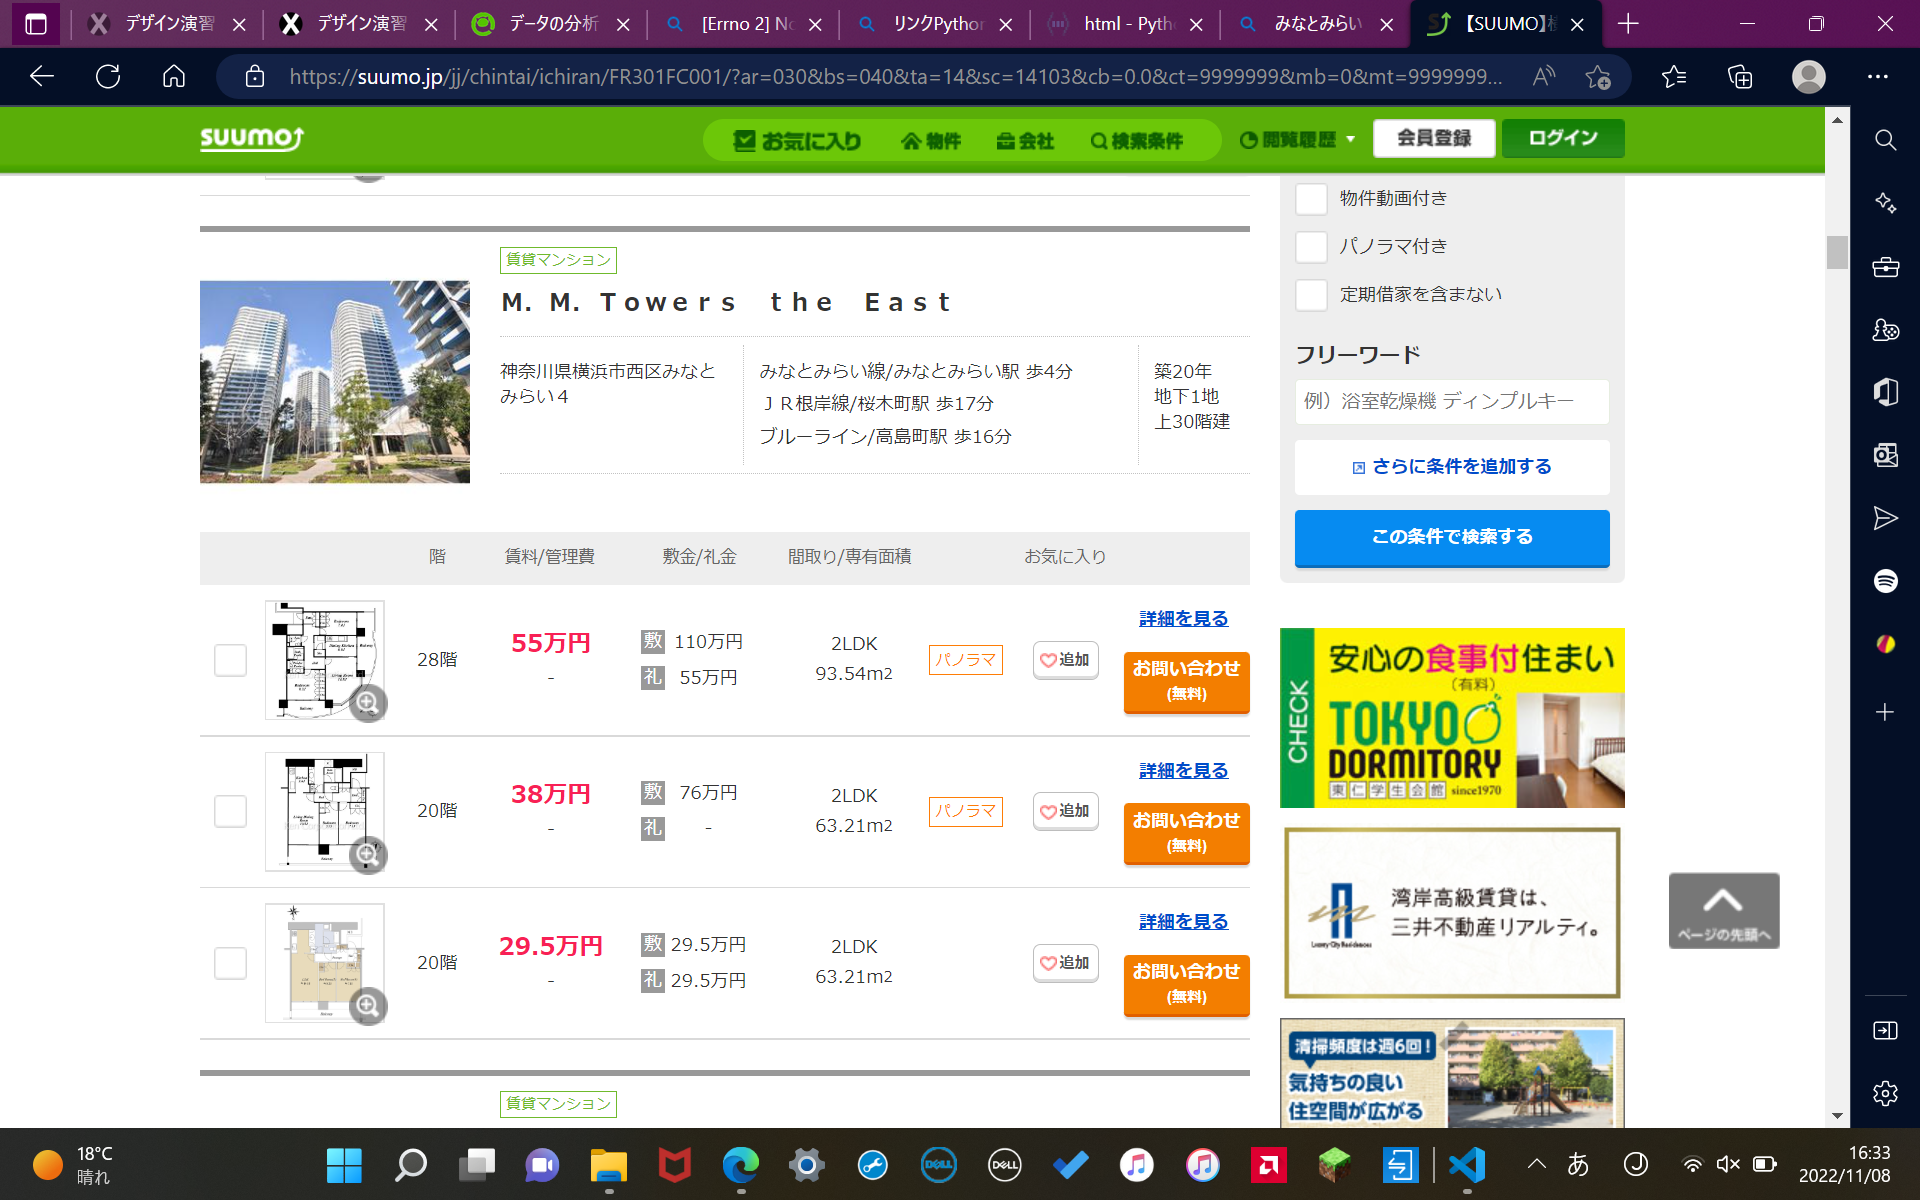 デザイン演習
デザイン演習
データの分析
[Errno 2] No
リンクPython
html - Pyth
みなとみらい
【SUUMO】
https://suumo.jp/jj/chintai/ichiran/FR301FC001/?ar=030&bs=040&ta=14&sc=14103&cb=0.0&ct=9999999&mb=0&mt=9999999...
suumo
お気に入り
物件
会社
検索条件
閲覧履歴
会員登録
ログイン
賃貸マンション
M. M. Towers the East
神奈川県横浜市西区みなと
みらい４
みなとみらい線/みなとみらい駅 歩4分
ＪＲ根岸線/桜木町駅 歩17分
ブルーライン/高島町駅 歩16分
築20年
地下1地
上30階建
階
賃料/管理費
敷金/礼金
間取り/専有面積
お気に入り
28階
55万円
-
敷 110万円
礼 55万円
2LDK
93.54m2
パノラマ
追加
詳細を見る
お問い合わせ
(無料)
20階
38万円
-
敷 76万円
礼 -
2LDK
63.21m2
パノラマ
追加
詳細を見る
お問い合わせ
(無料)
20階
29.5万円
-
敷 29.5万円
礼 29.5万円
2LDK
63.21m2
追加
詳細を見る
お問い合わせ
(無料)
賃貸マンション
物件動画付き
パノラマ付き
定期借家を含まない
フリーワード
例）浴室乾燥機 ディンプルキー
さらに条件を追加する
この条件で検索する
CHECK
安心の食事付住まい
（有料）
TOKYO
DORMITORY
東仁学生会館 since1970
湾岸高級賃貸は、
三井不動産リアルティ。
Luxury City Residences
清掃頻度は週6回！
気持ちの良い
住空間が広がる
ページの先頭へ
18°C
晴れ
DELL
DELL
あ
16:33
2022/11/08